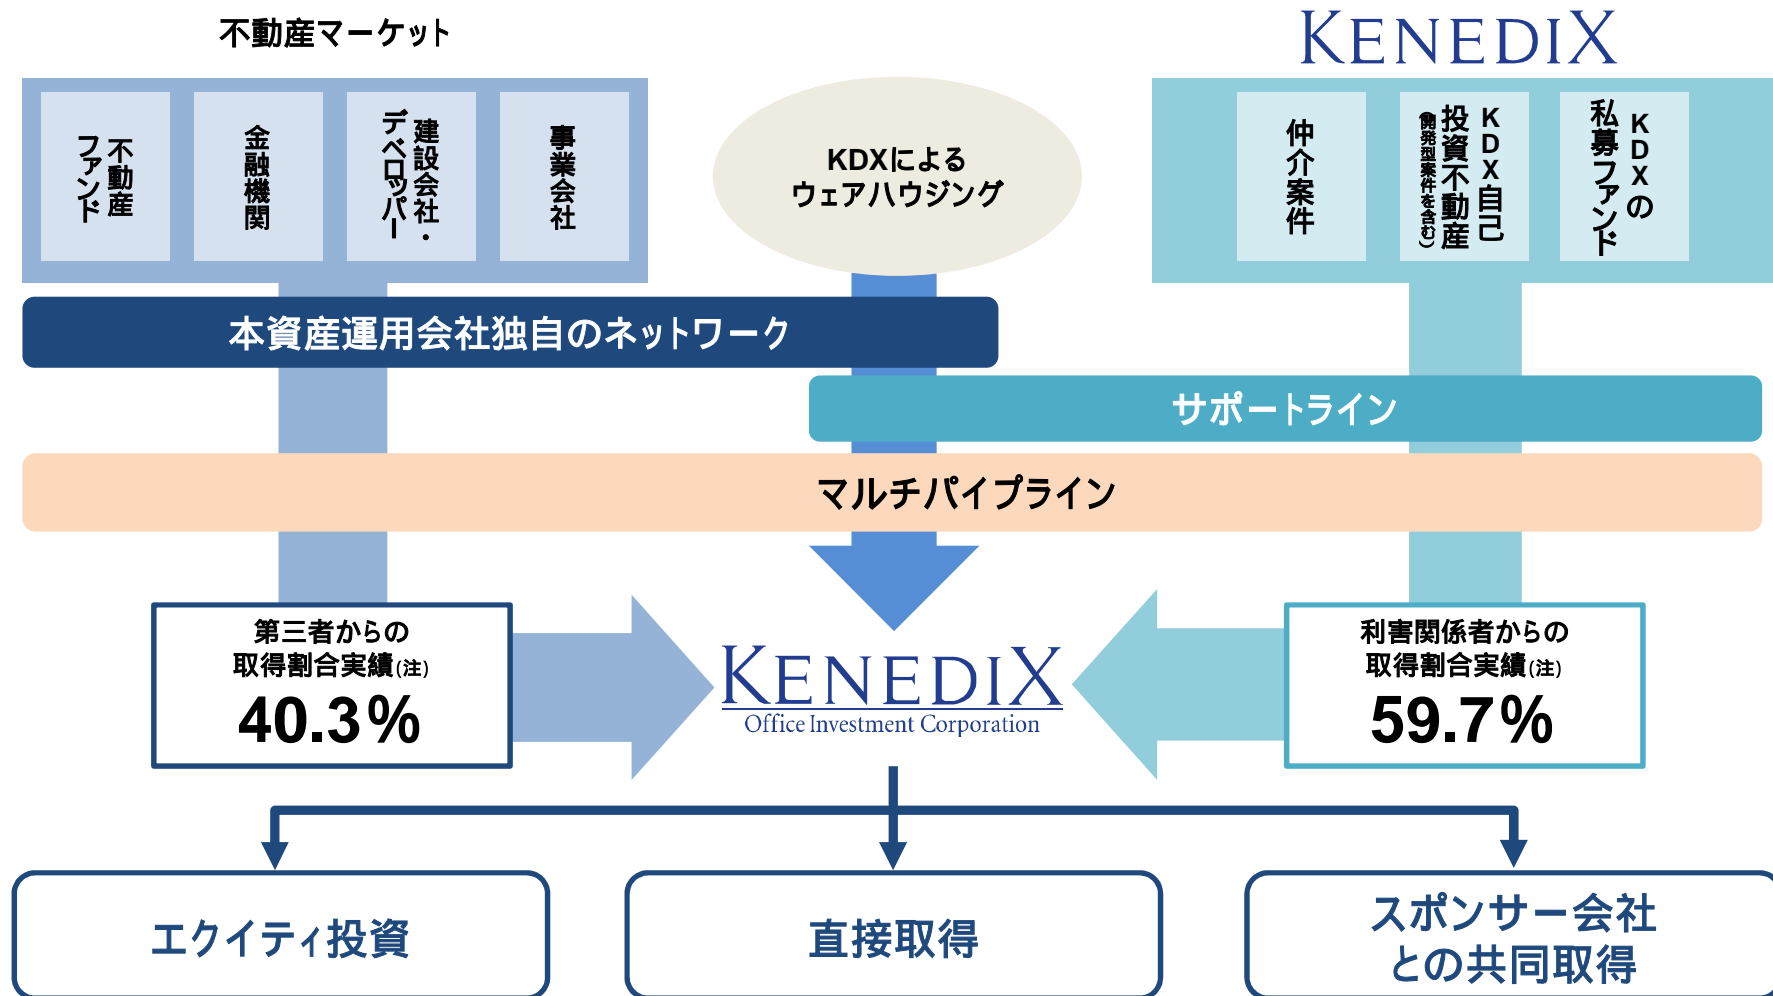 不動産マーケット
KENEDIX
不動産
ファンド
金融機関
建設会社・
デベロッパー
事業会社
KDXによる
ウェアハウジング
仲介案件
KDX自己
投資不動産
(開発型案件を含む)
KDXの
私募ファンド
本資産運用会社独自のネットワーク
サポートライン
マルチパイプライン
第三者からの
取得割合実績(注)
40.3%
KENEDIX
Office Investment Corporation
利害関係者からの
取得割合実績(注)
59.7%
エクイティ投資
直接取得
スポンサー会社
との共同取得